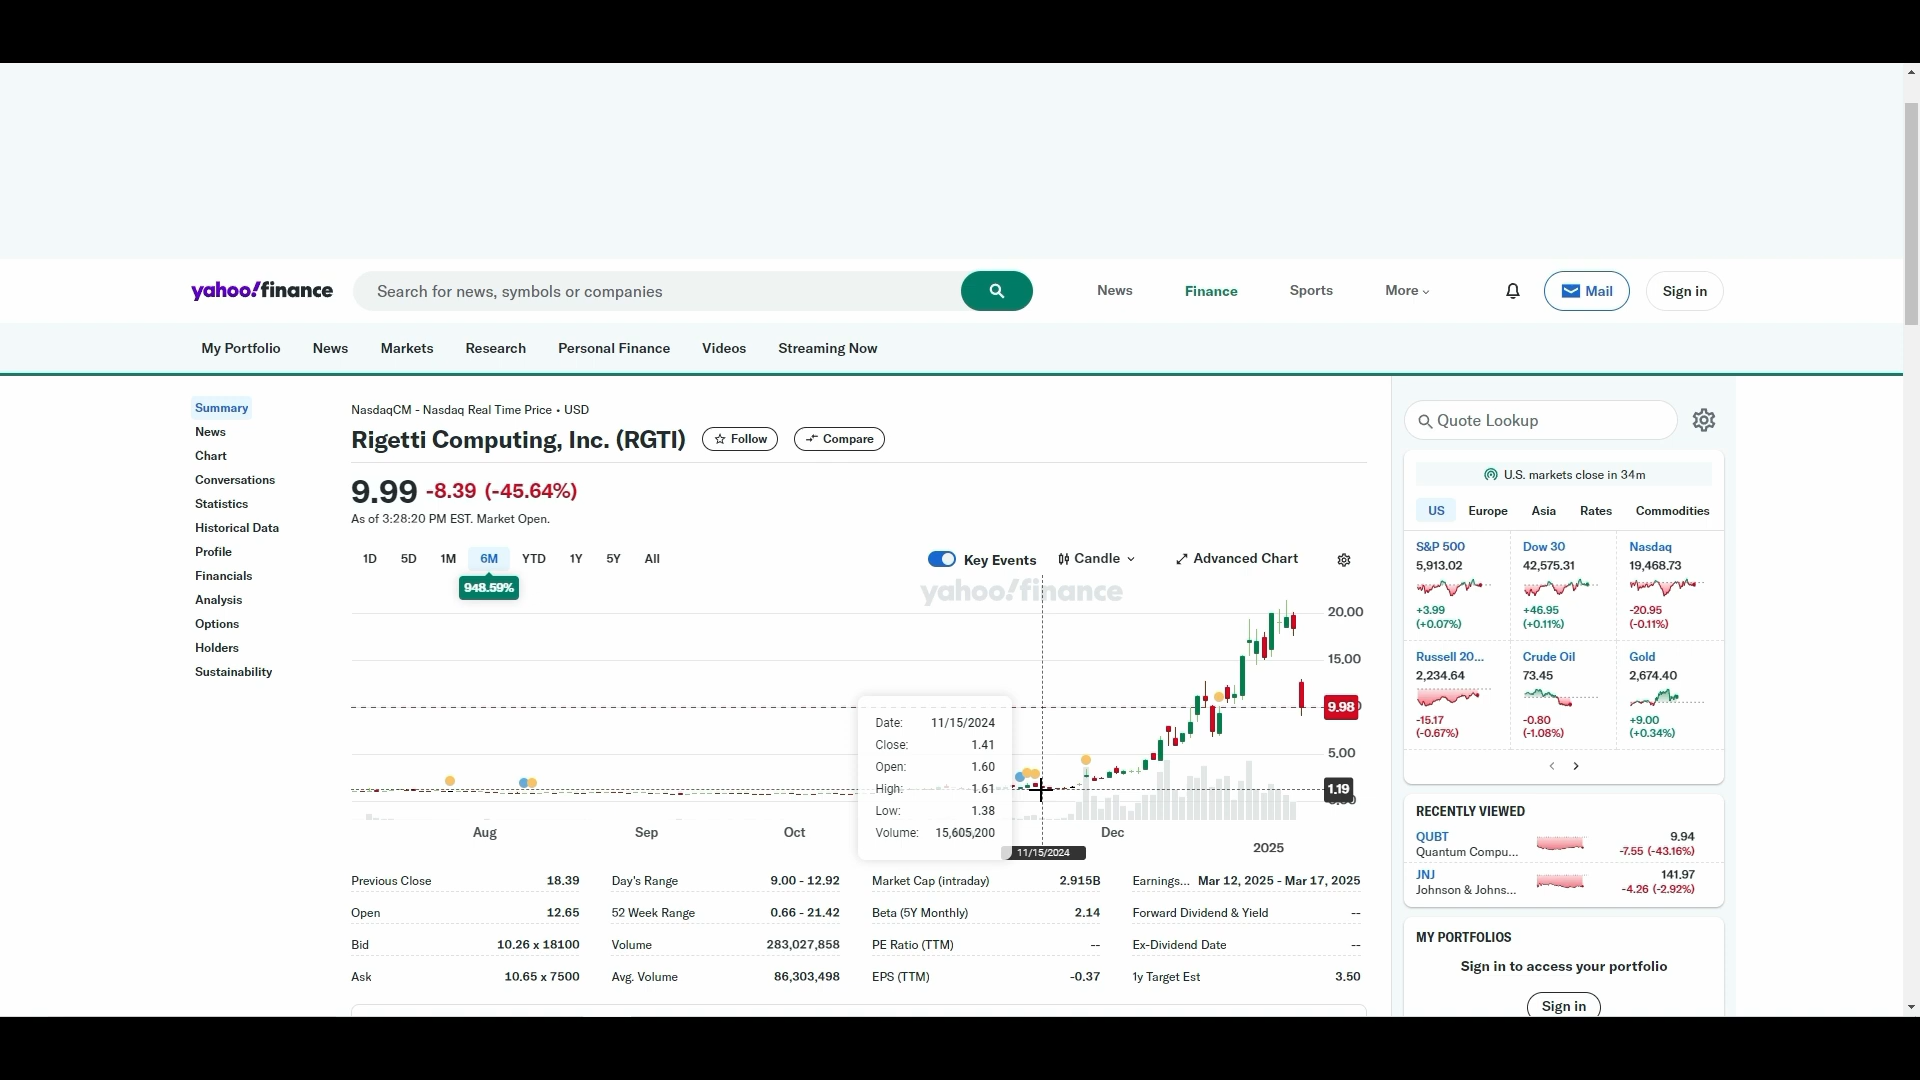 yahoo!finance
Search for news, symbols or companies
News Finance Sports More
Mail
Sign in
My Portfolio News Markets Research Personal Finance Videos Streaming Now
Summary
News
Chart
Conversations
Statistics
Historical Data
Profile
Financials
Analysis
Options
Holders
Sustainability
NasdaqCM - Nasdaq Real Time Price • USD
Rigetti Computing, Inc. (RGTI)
Follow
Compare
9.99 -8.39 (-45.64%)
As of 3:28:20 PM EST. Market Open.
1D 5D 1M 6M YTD 1Y 5Y All
948.59%
Key Events
Candle
Advanced Chart
yahoo!finance
20.00
15.00
9.98
5.00
1.19
Date: 11/15/2024
Close: 1.41
Open: 1.60
High: 1.61
Low: 1.38
Volume: 15,605,200
Aug Sep Oct Dec
2025
11/15/2024
Previous Close 18.39
Open 12.65
Bid 10.26 x 18100
Ask 10.65 x 7500
Day's Range 9.00 - 12.92
52 Week Range 0.66 - 21.42
Volume 283,027,858
Avg. Volume 86,303,498
Market Cap (intraday) 2.915B
Beta (5Y Monthly) 2.14
PE Ratio (TTM) --
EPS (TTM) -0.37
Earnings... Mar 12, 2025 - Mar 17, 2025
Forward Dividend & Yield --
Ex-Dividend Date --
1y Target Est 3.50
Quote Lookup
U.S. markets close in 34m
US Europe Asia Rates Commodities
S&P 500
5,913.02
+3.99
(+0.07%)
Dow 30
42,575.31
+46.95
(+0.11%)
Nasdaq
19,468.73
-20.95
(-0.11%)
Russell 20...
2,234.64
-15.17
(-0.67%)
Crude Oil
73.45
-0.80
(-1.08%)
Gold
2,674.40
+9.00
(+0.34%)
RECENTLY VIEWED
QUBT 9.94
Quantum Compu... -7.55 (-43.16%)
JNJ 141.97
Johnson & Johns... -4.26 (-2.92%)
MY PORTFOLIOS
Sign in to access your portfolio
Sign in